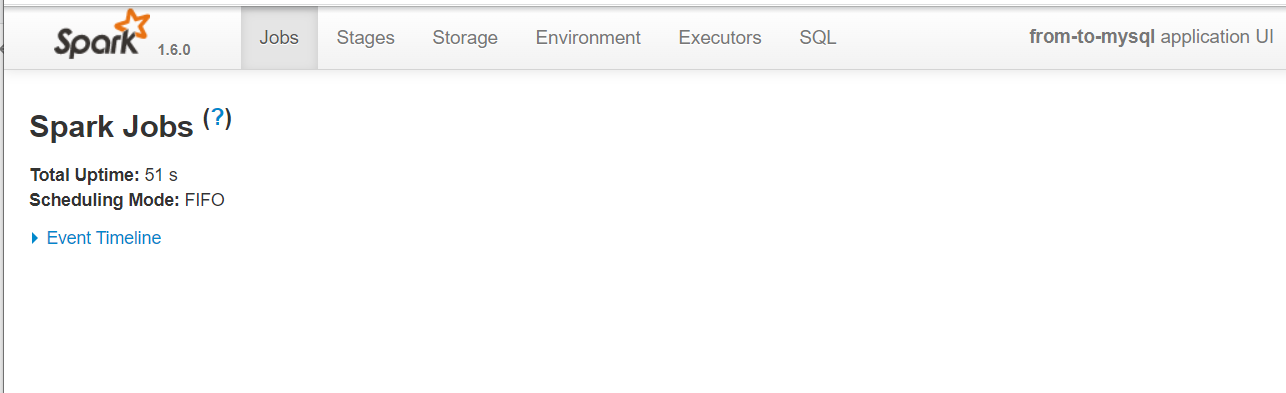 Spark 1.6.0 Jobs Stages Storage Environment Executors SQL from-to-mysql application UI
Spark Jobs (?)
Total Uptime: 51 s
Scheduling Mode: FIFO
Event Timeline